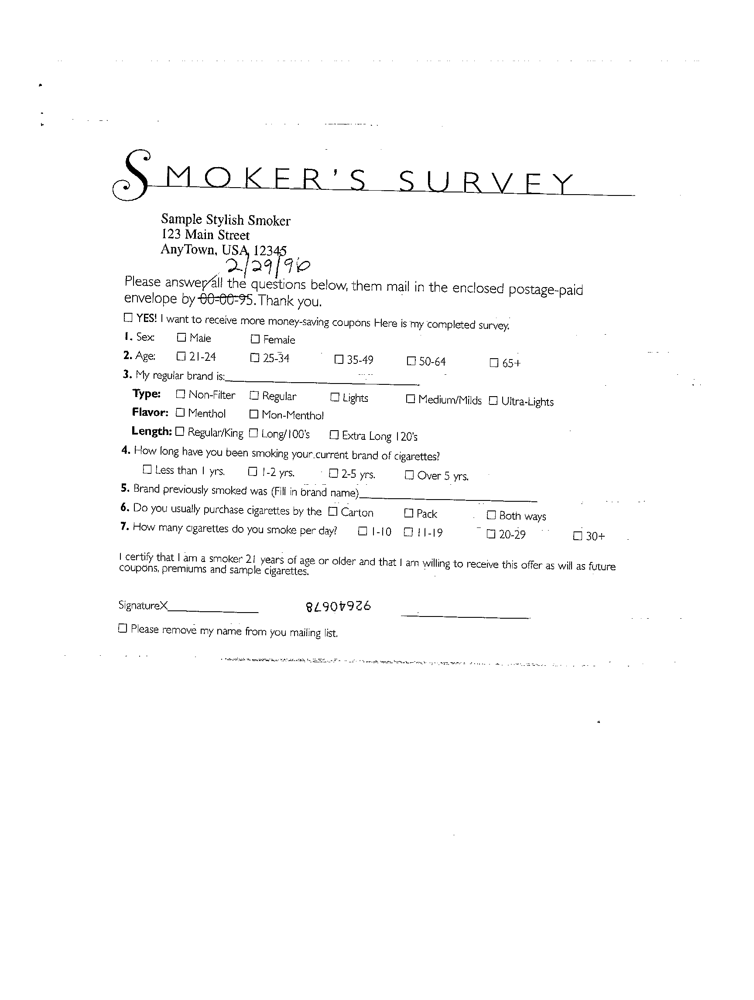 SMOKER'S SURVEY
Sample Stylish Smoker
123 Main Street
AnyTown, USA 12345
2/29/96
Please answer all the questions below, them mail in the enclosed postage-paid
envelope by 00-00-95. Thank you.
☐ YES! I want to receive more money-saving coupons Here is my completed survey.
1. Sex: ☐ Male ☐ Female
2. Age: ☐ 21-24 ☐ 25-34 ☐ 35-49 ☐ 50-64 ☐ 65+
3. My regular brand is:
Type: ☐ Non-Filter ☐ Regular ☐ Lights ☐ Medium/Milds ☐ Ultra-Lights
Flavor: ☐ Menthol ☐ Mon-Menthol
Length: ☐ Regular/King ☐ Long/100's ☐ Extra Long 120's
4. How long have you been smoking your current brand of cigarettes?
☐ Less than 1 yrs. ☐ 1-2 yrs. ☐ 2-5 yrs. ☐ Over 5 yrs.
5. Brand previously smoked was (Fill in brand name)
6. Do you usually purchase cigarettes by the ☐ Carton ☐ Pack ☐ Both ways
7. How many cigarettes do you smoke per day? ☐ 1-10 ☐ 11-19 ☐ 20-29 ☐ 30+
I certify that I am a smoker 21 years of age or older and that I am willing to receive this offer as will as future
coupons, premiums and sample cigarettes.
SignatureX 92640678
☐ Please remove my name from you mailing list.